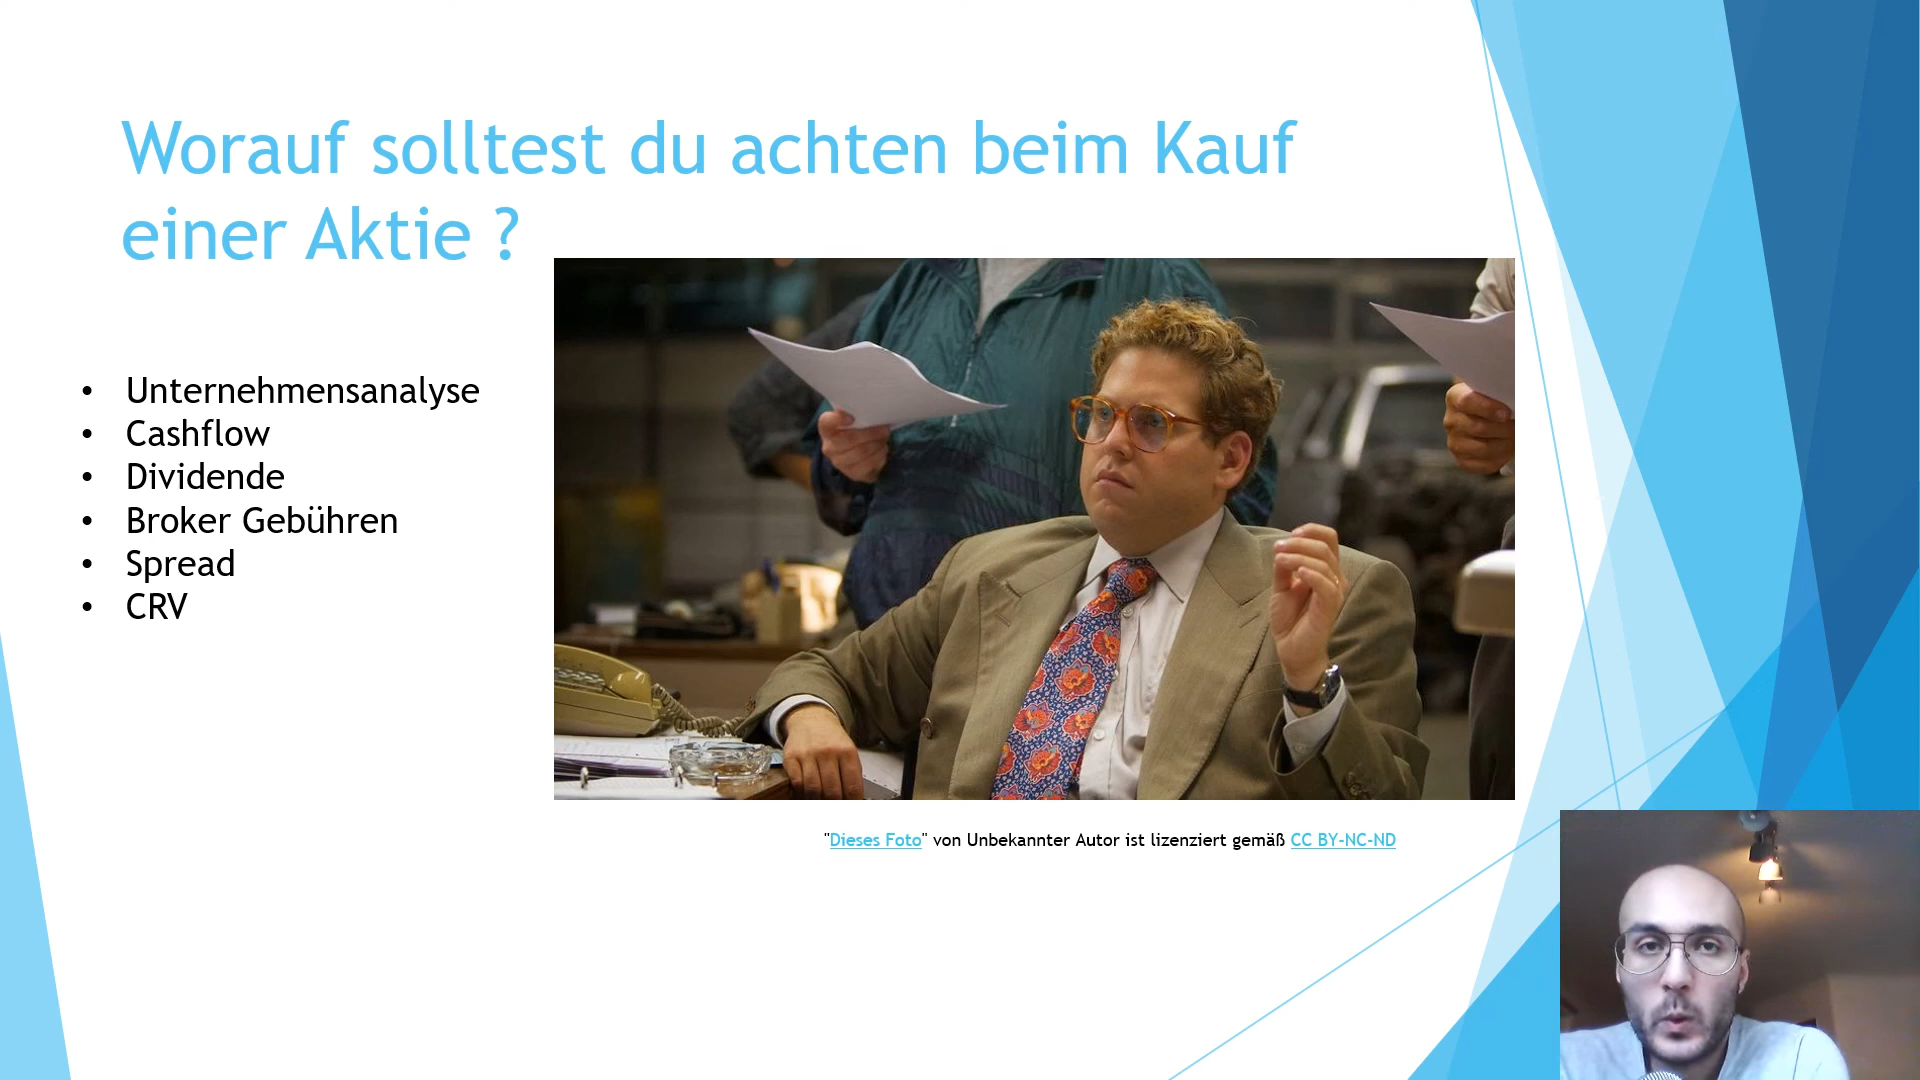 Worauf solltest du achten beim Kauf
einer Aktie ?
• Unternehmensanalyse
• Cashflow
• Dividende
• Broker Gebühren
• Spread
• CRV
"Dieses Foto" von Unbekannter Autor ist lizenziert gemäß CC BY-NC-ND